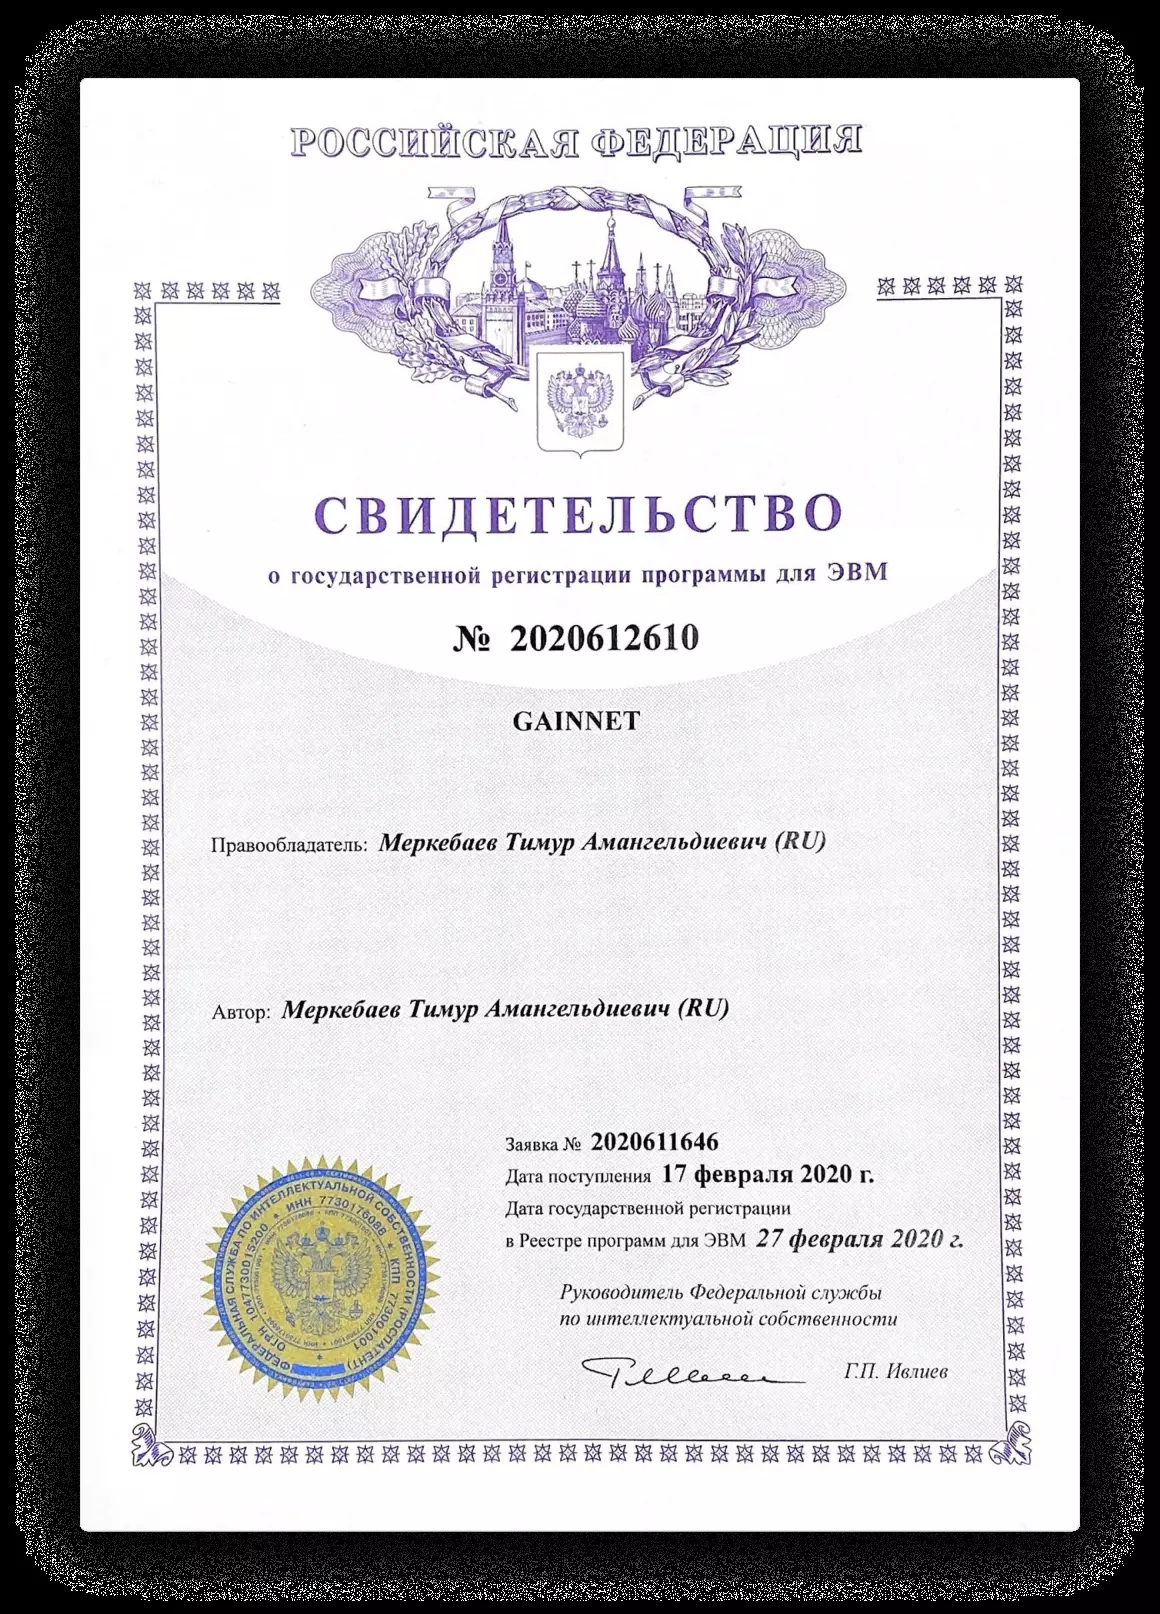 РОССИЙСКАЯ ФЕДЕРАЦИЯ
СВИДЕТЕЛЬСТВО
о государственной регистрации программы для ЭВМ
№ 2020612610
GAINNET
Правообладатель: Меркебаев Тимур Амангельдиевич (RU)
Автор: Меркебаев Тимур Амангельдиевич (RU)
Заявка № 2020611646
Дата поступления 17 февраля 2020 г.
Дата государственной регистрации
в Реестре программ для ЭВМ 27 февраля 2020 г.
Руководитель Федеральной службы
по интеллектуальной собственности
Г.П. Ивлиев
ФЕДЕРАЛЬНАЯ СЛУЖБА ПО ИНТЕЛЛЕКТУАЛЬНОЙ СОБСТВЕННОСТИ (РОСПАТЕНТ)
ОГРН 1047730015200 * ИНН 7730176088 * КПП 773001001